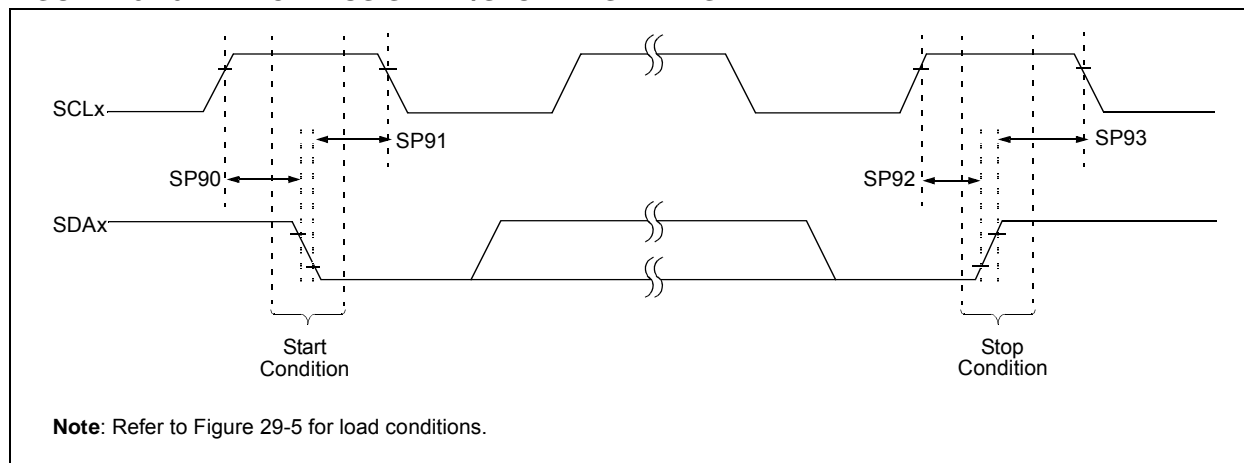 SCLx
SP91
SP93
SP90
SP92
SDAx
Start
Condition
Stop
Condition
Note: Refer to Figure 29-5 for load conditions.